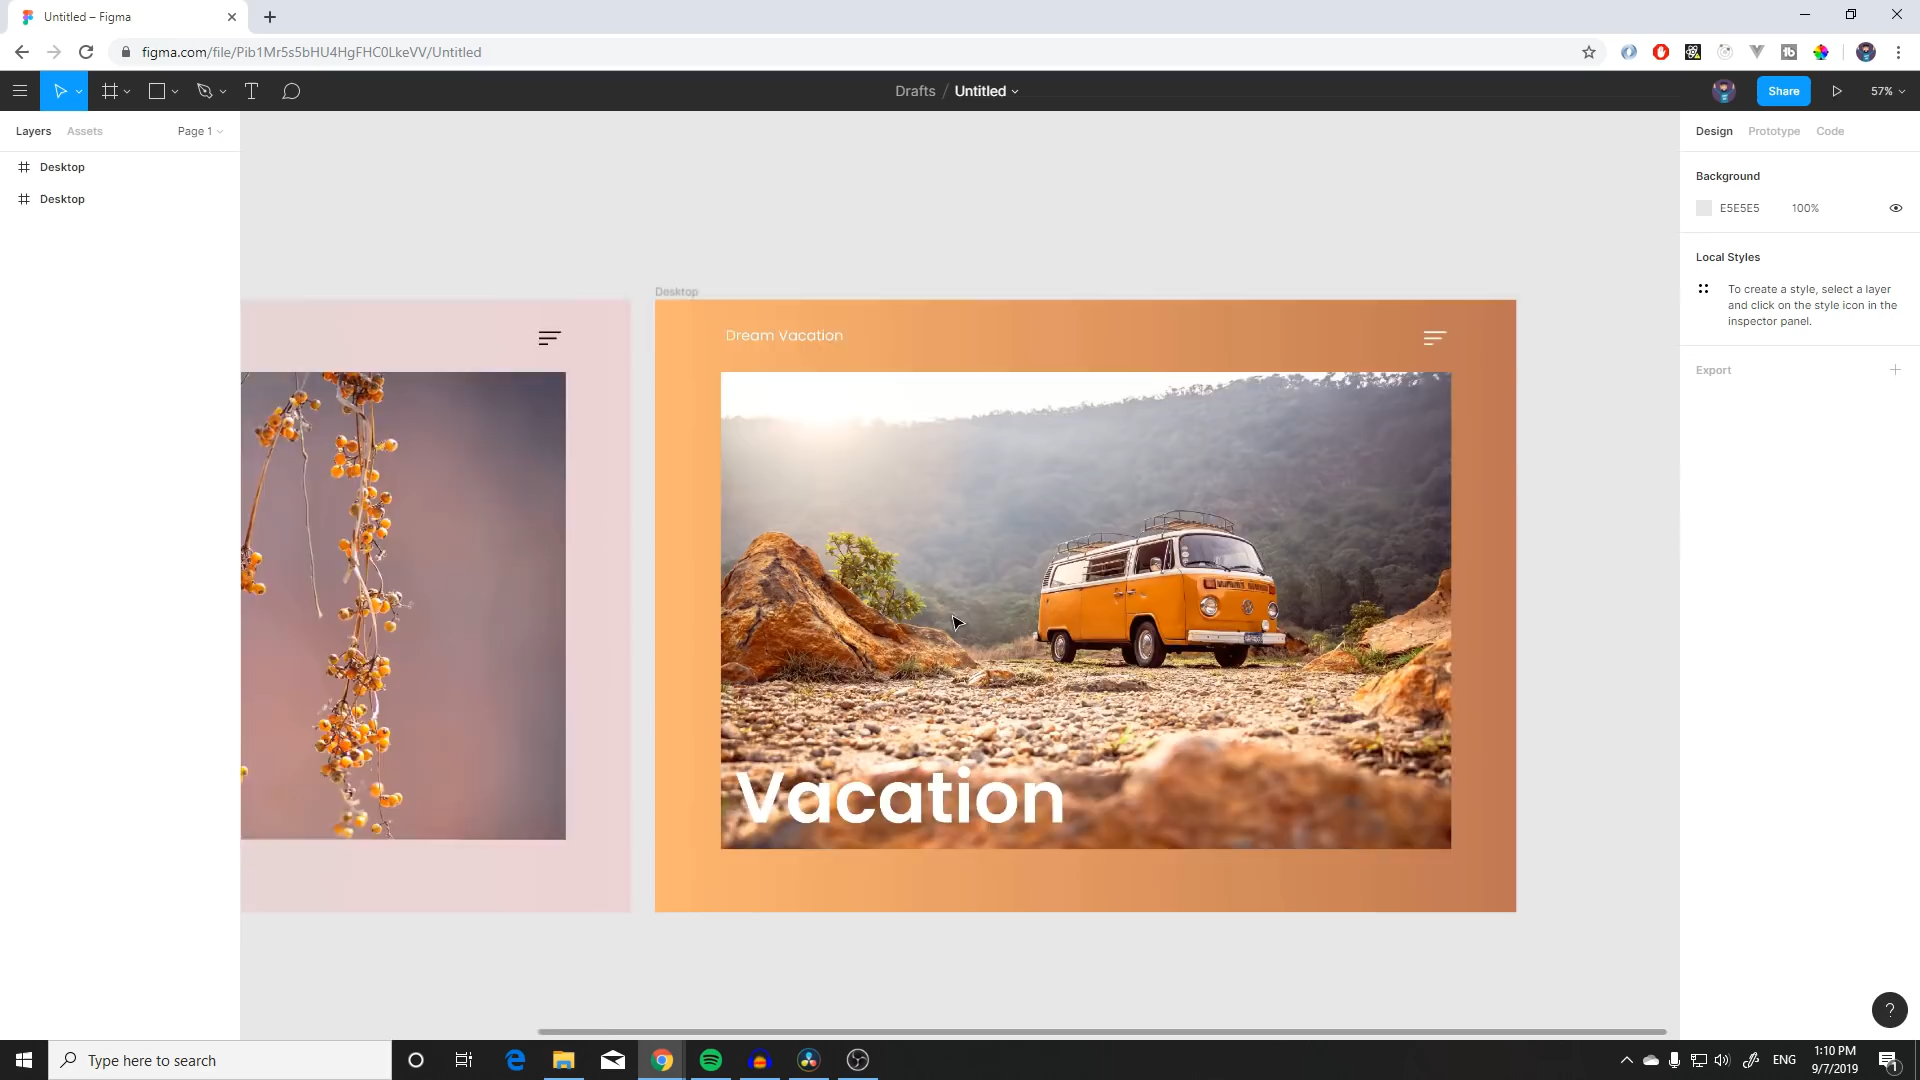 Untitled – Figma
figma.com/file/Pib1Mr5s5bHU4HgFHC0LkeVV/Untitled
Drafts / Untitled
Share
57%
Layers
Assets
Page 1
Desktop
Desktop
Design
Prototype
Code
Background
E5E5E5
100%
Local Styles
To create a style, select a layer
and click on the style icon in the
inspector panel.
Export
Desktop
Dream Vacation
Vacation
?
Type here to search
ENG
1:10 PM
9/7/2019
1